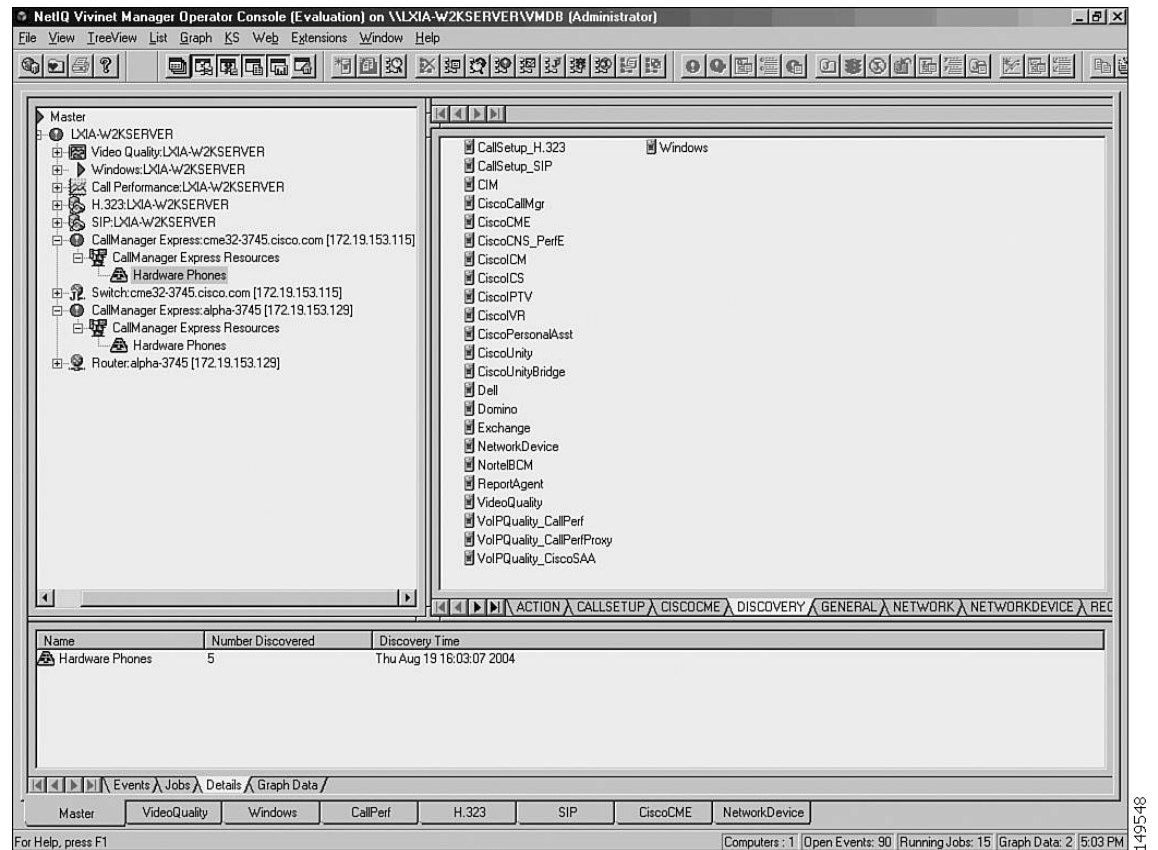 NetIQ Vivinet Manager Operator Console (Evaluation) on \\LXIA-W2KSERVER\VMDB (Administrator)
File View TreeView List Graph KS Web Extensions Window Help
Master
LXIA-W2KSERVER
Video Quality:LXIA-W2KSERVER
Windows:LXIA-W2KSERVER
Call Performance:LXIA-W2KSERVER
H.323:LXIA-W2KSERVER
SIP:LXIA-W2KSERVER
CallManager Express:cme32-3745.cisco.com [172.19.153.115]
CallManager Express Resources
Hardware Phones
Switch:cme32-3745.cisco.com [172.19.153.115]
CallManager Express:alpha-3745 [172.19.153.129]
CallManager Express Resources
Hardware Phones
Router:alpha-3745 [172.19.153.129]
CallSetup_H.323
CallSetup_SIP
CIM
CiscoCallMgr
CiscoCME
CiscoCNS_PerfE
CiscoICM
CiscoICS
CiscoIPTV
CiscoIVR
CiscoPersonalAsst
CiscoUnity
CiscoUnityBridge
Dell
Domino
Exchange
NetworkDevice
NortelBCM
ReportAgent
VideoQuality
VoIPQuality_CallPerf
VoIPQuality_CallPerfProxy
VoIPQuality_CiscoSAA
Windows
ACTION CALLSETUP CISCOCME DISCOVERY GENERAL NETWORK NETWORKDEVICE REC
Name Number Discovered Discovery Time
Hardware Phones 5 Thu Aug 19 16:03:07 2004
Events Jobs Details Graph Data
Master VideoQuality Windows CallPerf H.323 SIP CiscoCME NetworkDevice
For Help, press F1 Computers : 1 Open Events: 90 Running Jobs: 15 Graph Data: 2 5:03 PM
149548